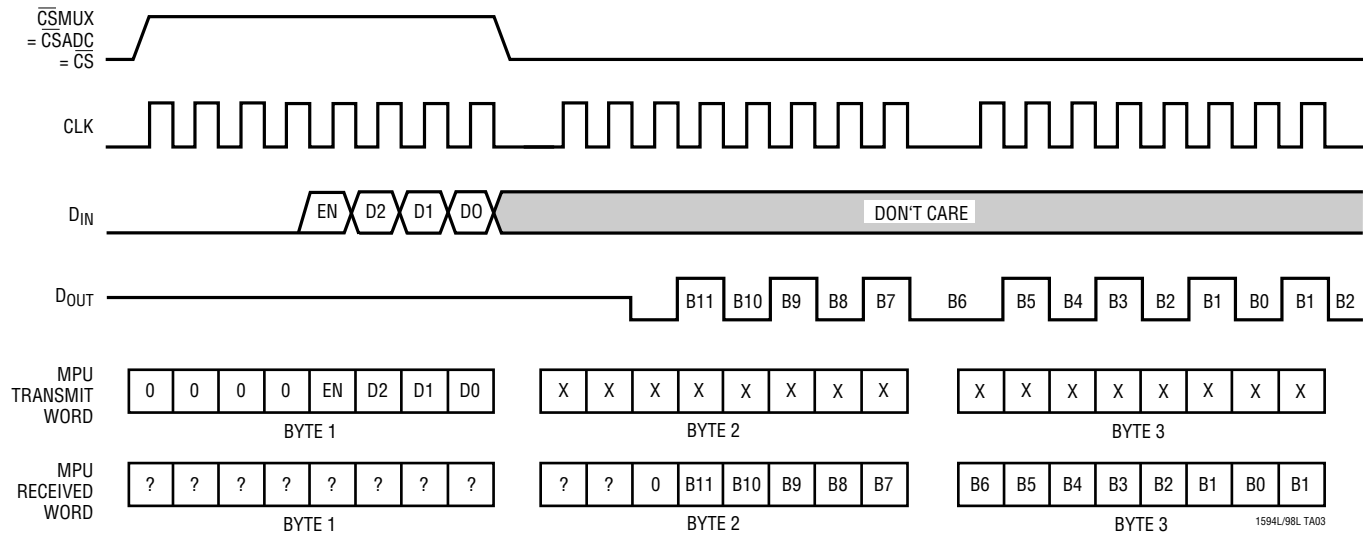 C̅S̅MUX
= C̅S̅ADC
= C̅S̅
CLK
DIN
EN D2 D1 D0
DON'T CARE
DOUT
B11 B10 B9 B8 B7 B6 B5 B4 B3 B2 B1 B0 B1 B2
MPU
TRANSMIT
WORD
0 0 0 0 EN D2 D1 D0
X X X X X X X X
X X X X X X X X
BYTE 1
BYTE 2
BYTE 3
MPU
RECEIVED
WORD
? ? ? ? ? ? ? ?
? ? 0 B11 B10 B9 B8 B7
B6 B5 B4 B3 B2 B1 B0 B1
BYTE 1
BYTE 2
BYTE 3
1594L/98L TA03